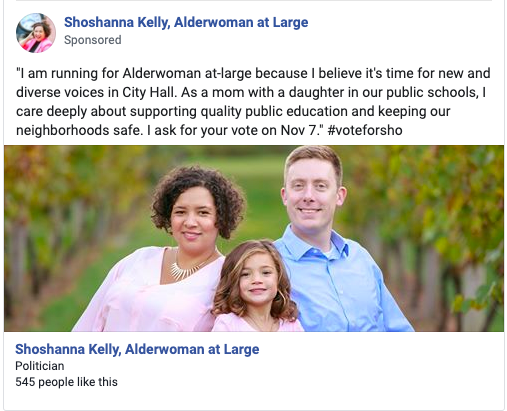 Shoshanna Kelly, Alderwoman at Large
Sponsored
"I am running for Alderwoman at-large because I believe it's time for new and
diverse voices in City Hall. As a mom with a daughter in our public schools, I
care deeply about supporting quality public education and keeping our
neighborhoods safe. I ask for your vote on Nov 7." #voteforsho
Shoshanna Kelly, Alderwoman at Large
Politician
545 people like this